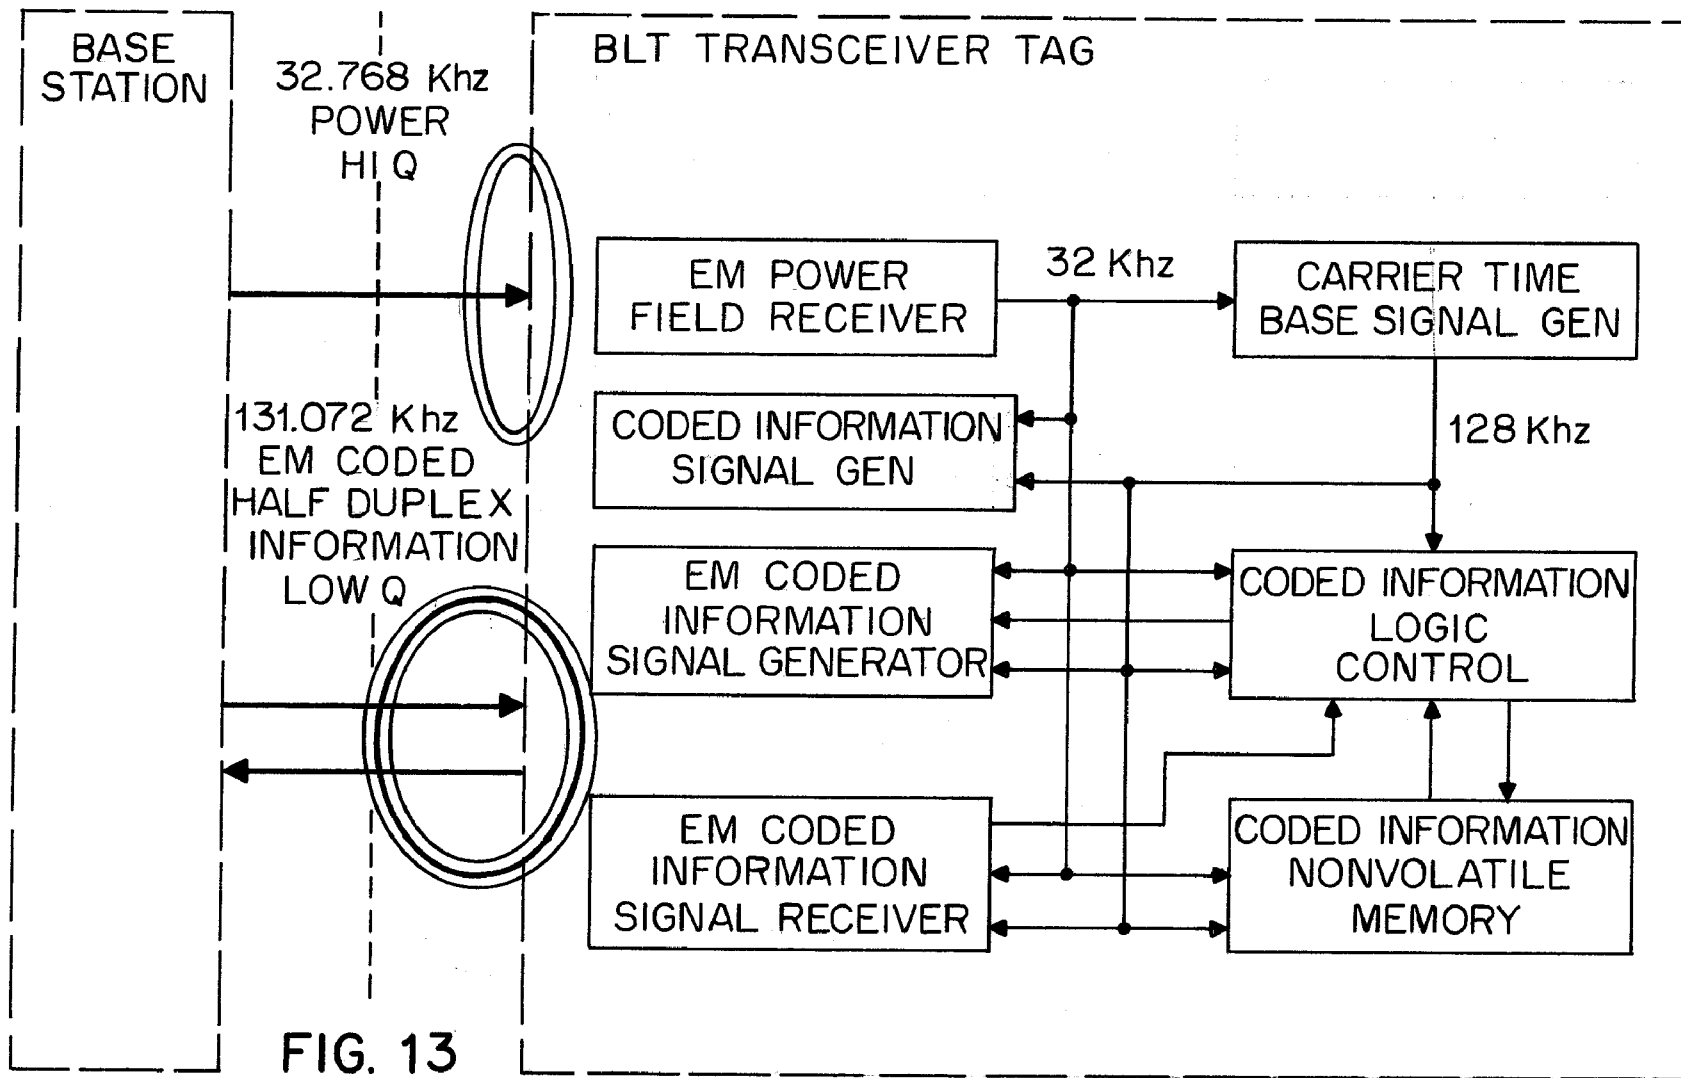 BASE
STATION
32.768 Khz
POWER
HI Q
131.072 Khz
EM CODED
HALF DUPLEX
INFORMATION
LOW Q
BLT TRANSCEIVER TAG
EM POWER
FIELD RECEIVER
32 Khz
CARRIER TIME
BASE SIGNAL GEN
CODED INFORMATION
SIGNAL GEN
128 Khz
EM CODED
INFORMATION
SIGNAL GENERATOR
CODED INFORMATION
LOGIC
CONTROL
EM CODED
INFORMATION
SIGNAL RECEIVER
CODED INFORMATION
NONVOLATILE
MEMORY
FIG. 13